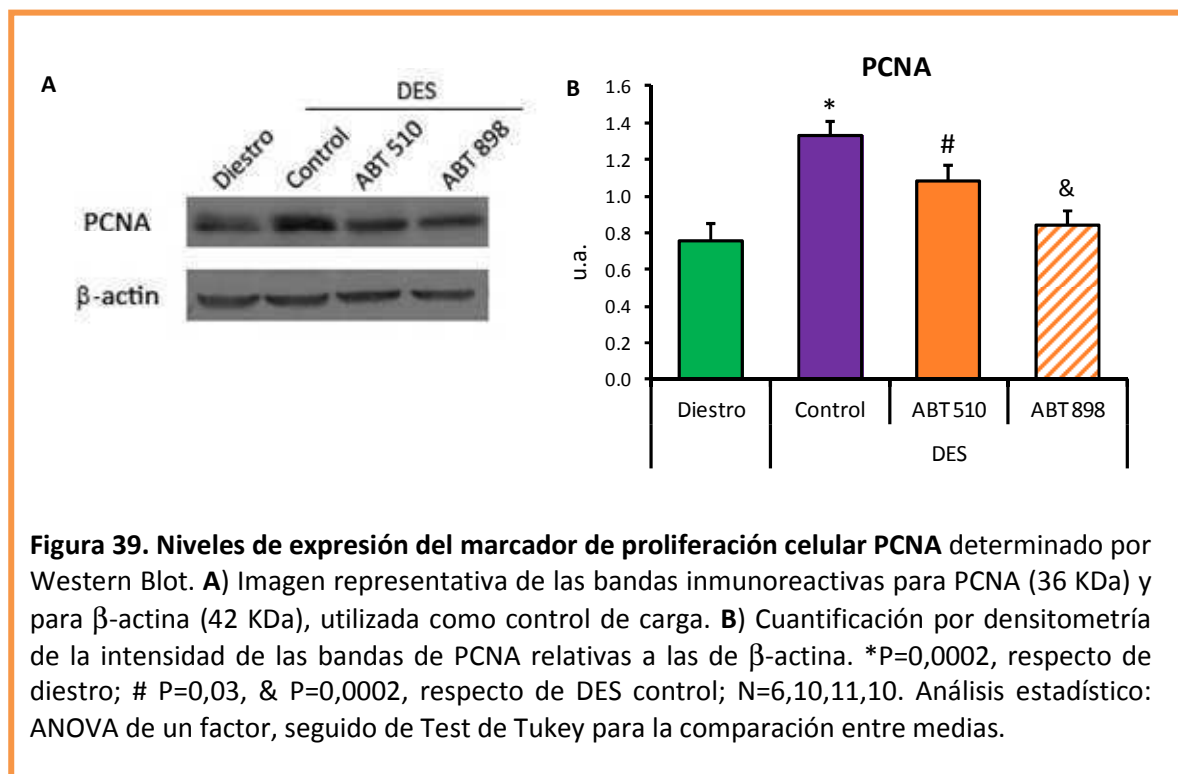 A
DES
Diestro
Control
ABT 510
ABT 898
PCNA
β-actin
B
PCNA
u.a.
1.6
1.4
1.2
1.0
0.8
0.6
0.4
0.2
0.0
*
#
&
Diestro Control ABT 510 ABT 898
DES
Figura 39. Niveles de expresión del marcador de proliferación celular PCNA determinado por
Western Blot. A) Imagen representativa de las bandas inmunoreactivas para PCNA (36 KDa) y
para β-actina (42 KDa), utilizada como control de carga. B) Cuantificación por densitometría
de la intensidad de las bandas de PCNA relativas a las de β-actina. *P=0,0002, respecto de
diestro; # P=0,03, & P=0,0002, respecto de DES control; N=6,10,11,10. Análisis estadístico:
ANOVA de un factor, seguido de Test de Tukey para la comparación entre medias.